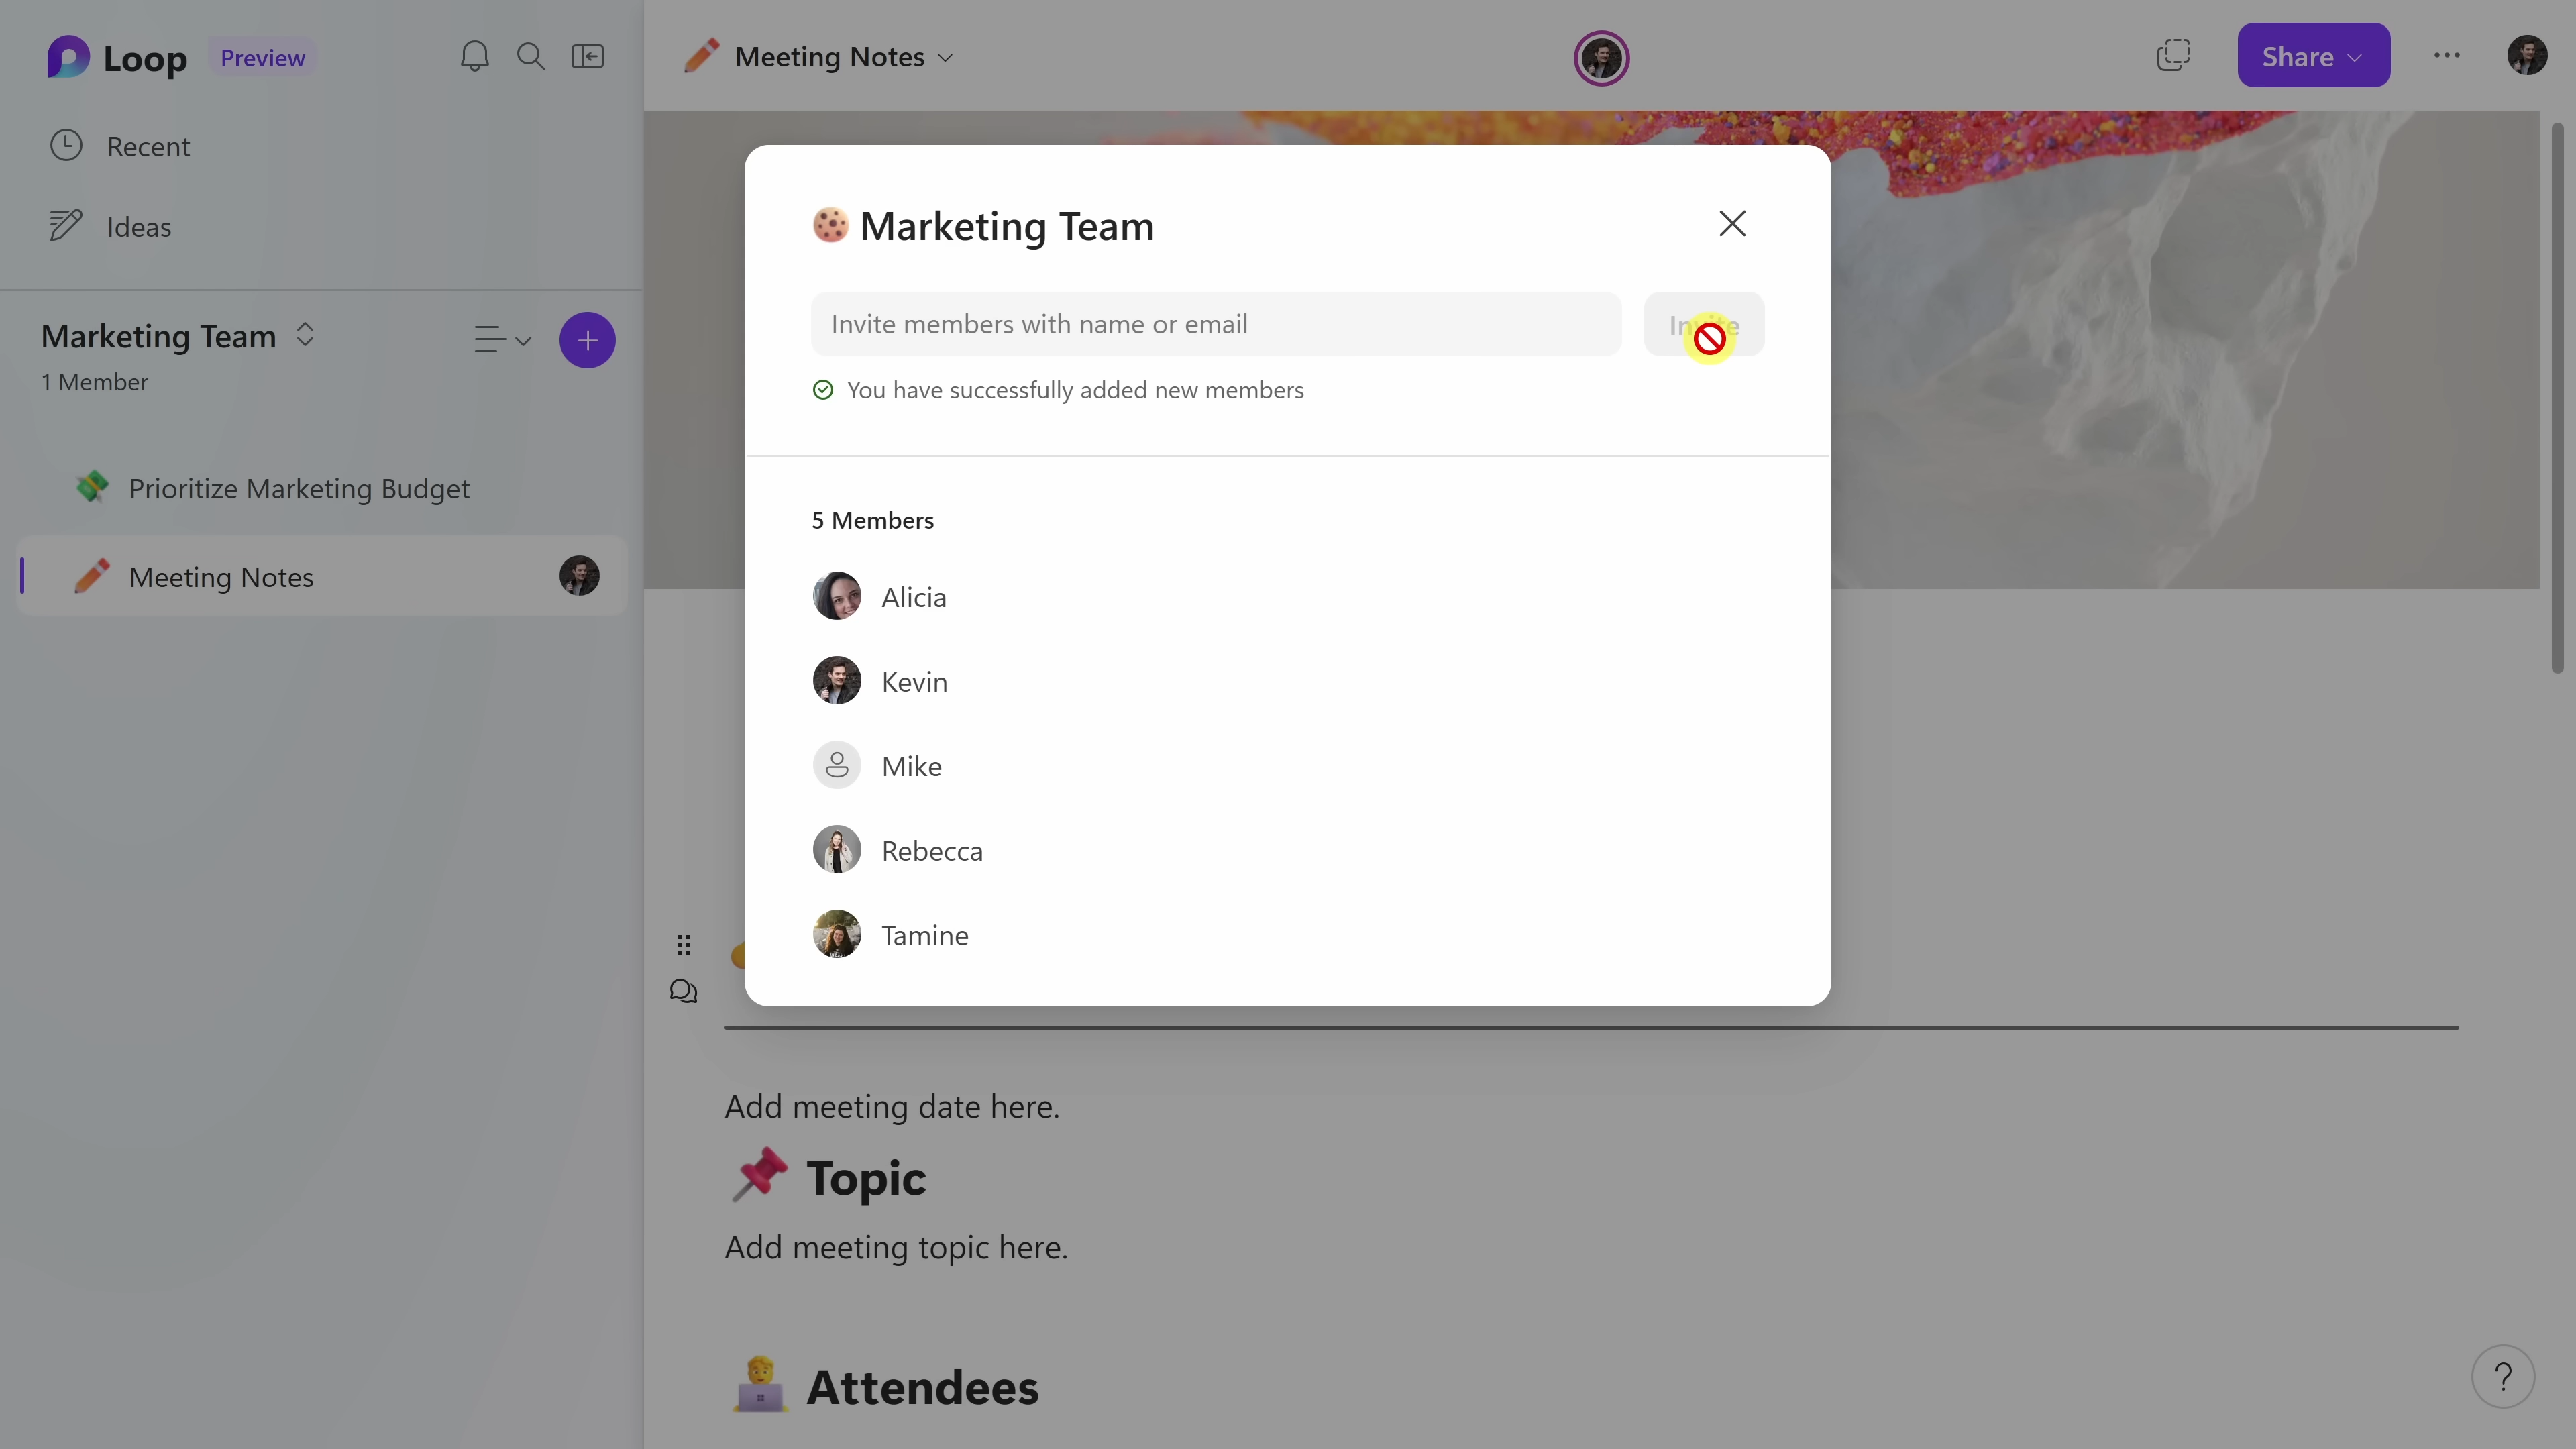 Loop Preview
Recent
Ideas
Marketing Team
1 Member
Prioritize Marketing Budget
Meeting Notes
Meeting Notes
Share
Marketing Team
Invite members with name or email
Invite
You have successfully added new members
5 Members
Alicia
Kevin
Mike
Rebecca
Tamine
Add meeting date here.
Topic
Add meeting topic here.
Attendees
?